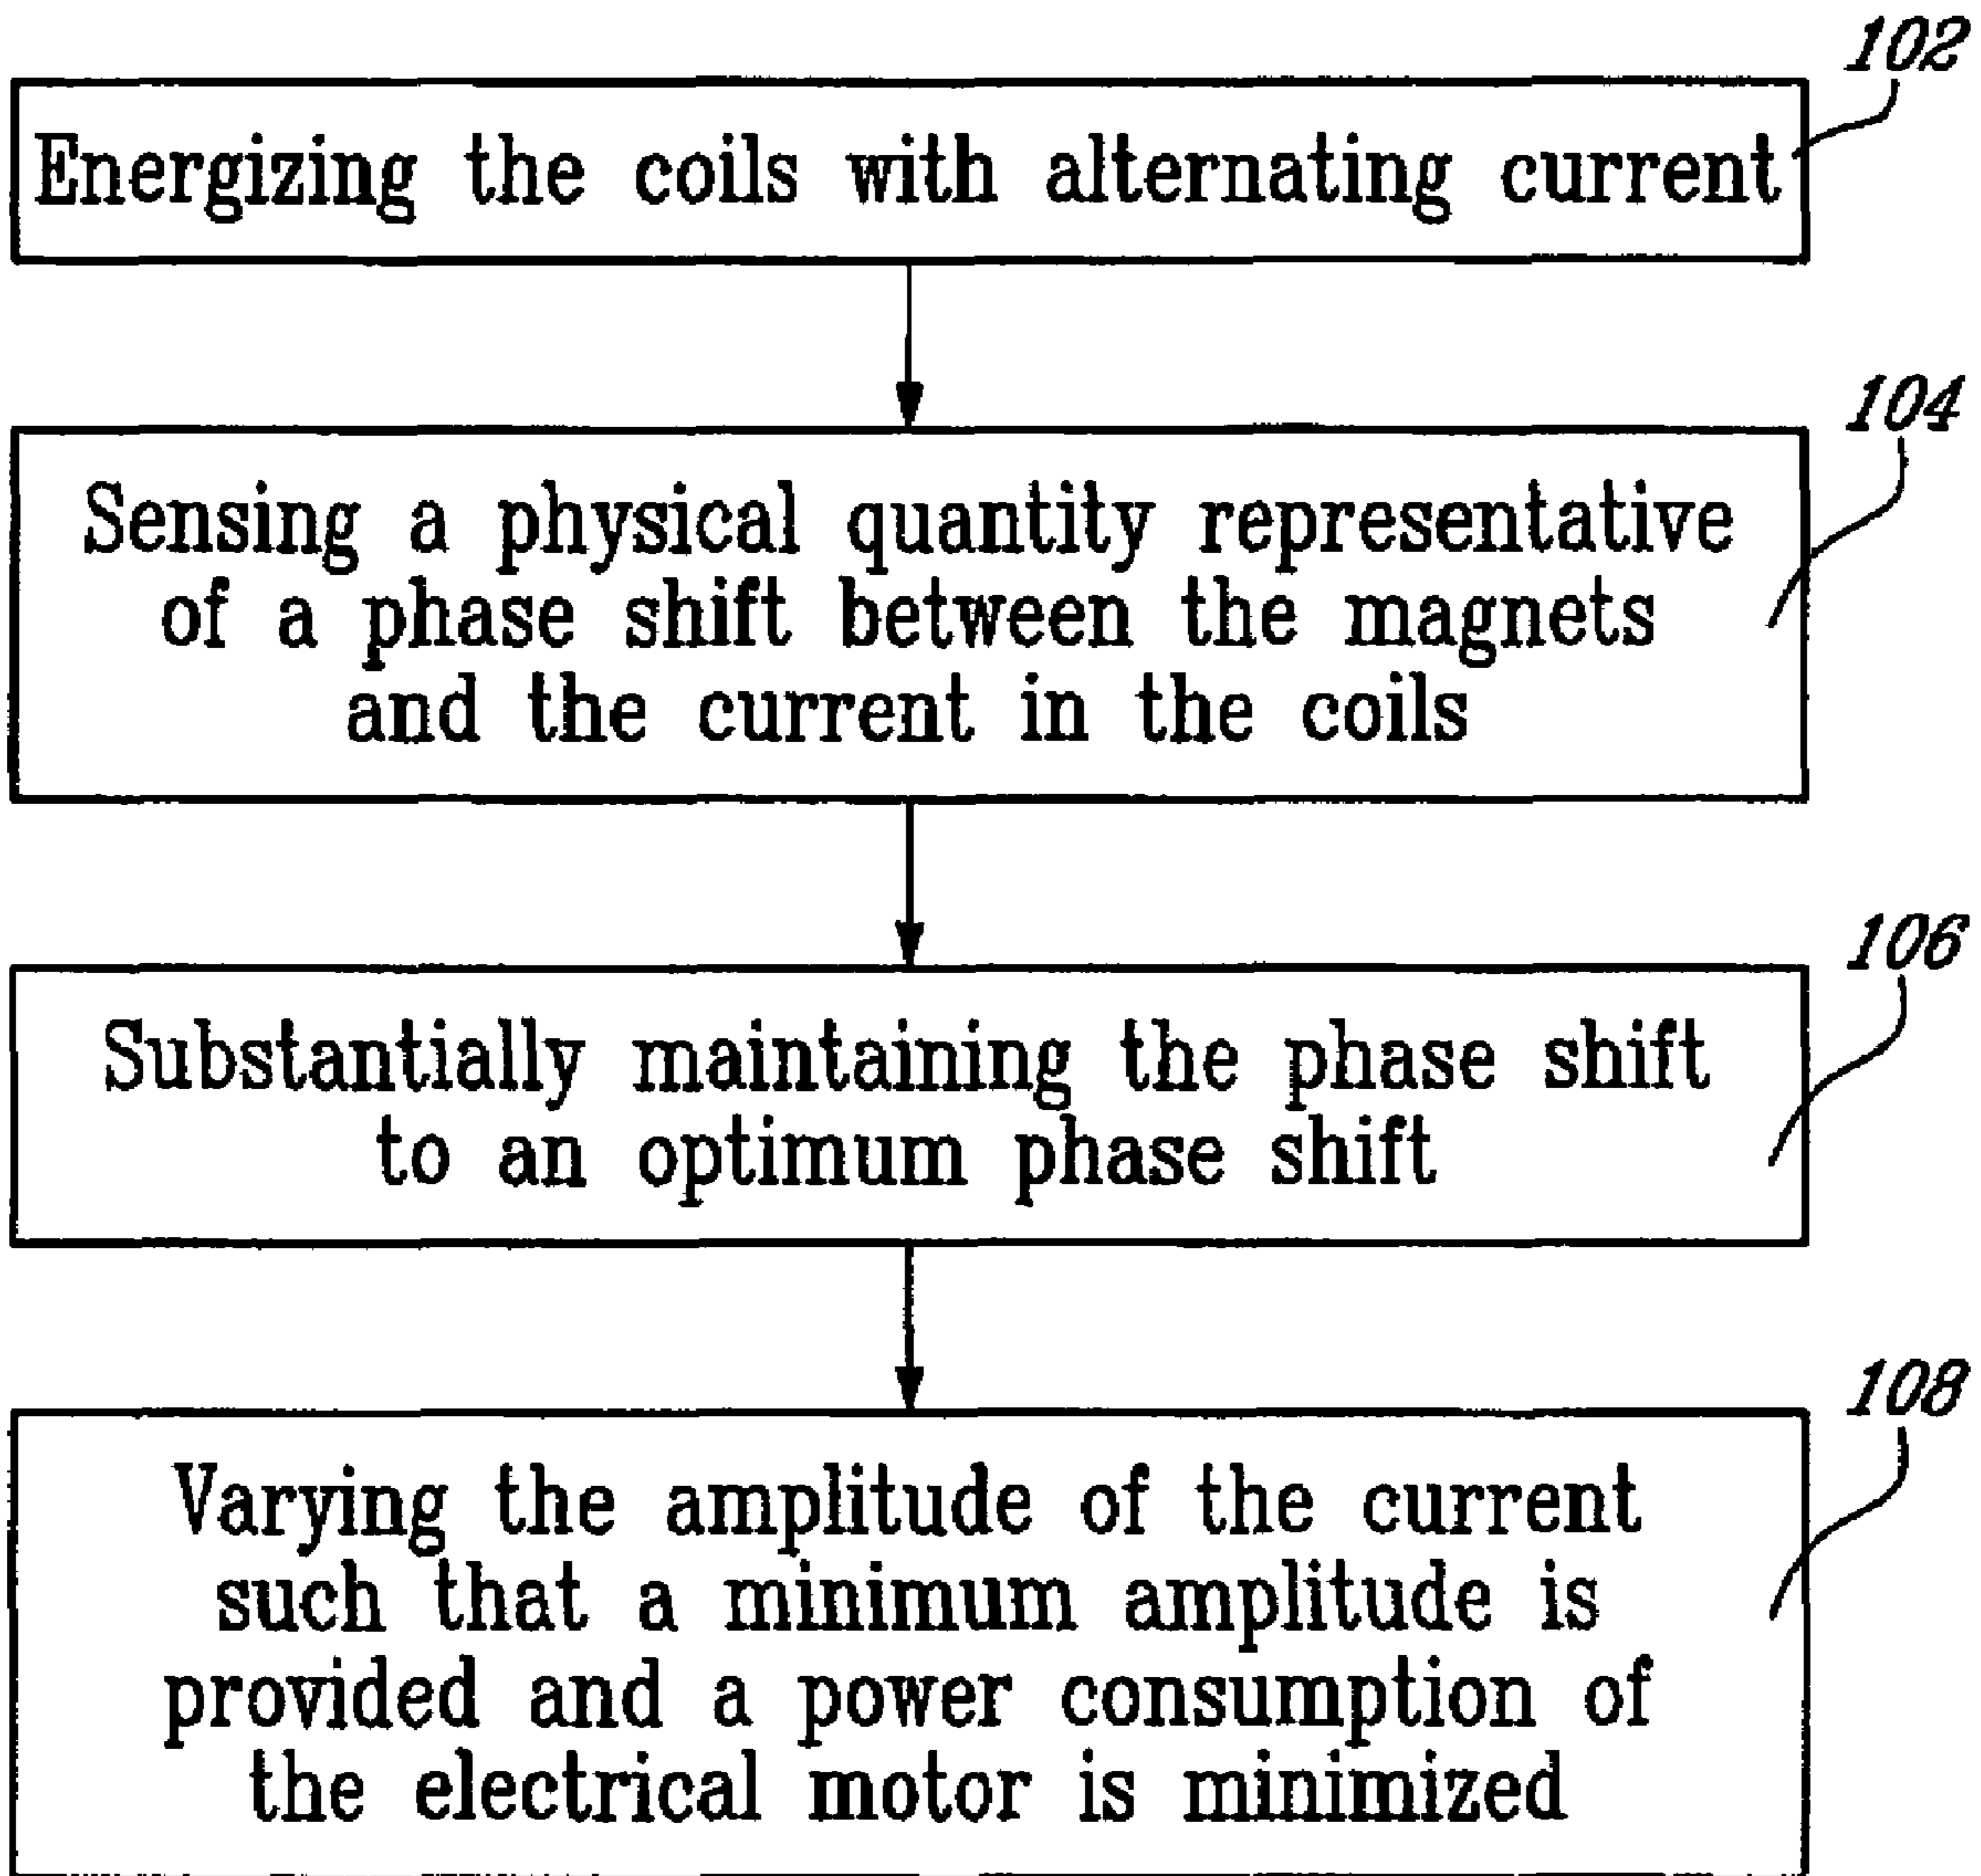 102
Energizing the coils with alternating current
104
Sensing a physical quantity representative
of a phase shift between the magnets
and the current in the coils
106
Substantially maintaining the phase shift
to an optimum phase shift
108
Varying the amplitude of the current
such that a minimum amplitude is
provided and a power consumption of
the electrical motor is minimized